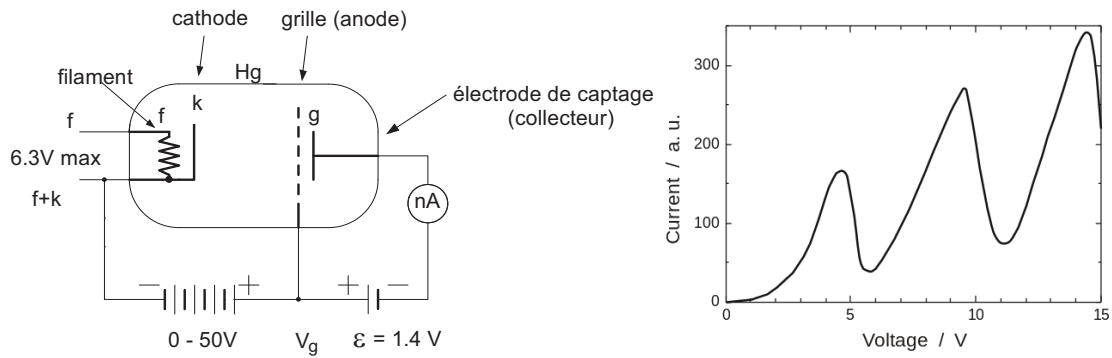 cathode
grille (anode)
Hg
filament
électrode de captage
(collecteur)
f
f
k
g
6.3V max
f+k
nA
0 - 50V
Vg
ε = 1.4 V
300
200
100
0
0
5
10
15
Current / a. u.
Voltage / V